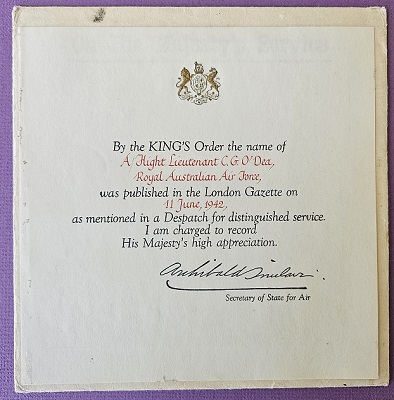 By the KING'S Order the name of
A/Flight Lieutenant C.G. O'Dea,
Royal Australian Air Force,
was published in the London Gazette on
11 June, 1942,
as mentioned in a Despatch for distinguished service.
I am charged to record
His Majesty's high appreciation.
Archibald Sinclair
Secretary of State for Air